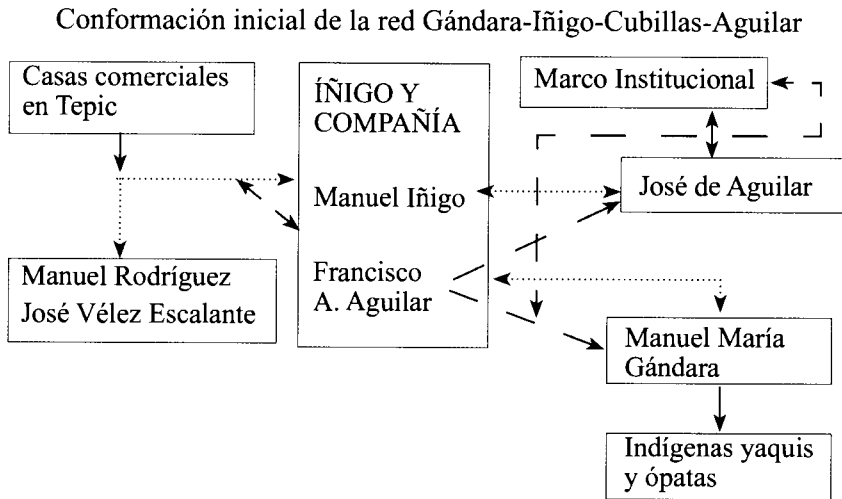 Conformación inicial de la red Gándara-Iñigo-Cubillas-Aguilar
Casas comerciales
en Tepic
ÍÑIGO Y
COMPAÑÍA
Manuel Iñigo
Francisco
A. Aguilar
Marco Institucional
José de Aguilar
Manuel Rodríguez
José Vélez Escalante
Manuel María
Gándara
Indígenas yaquis
y ópatas